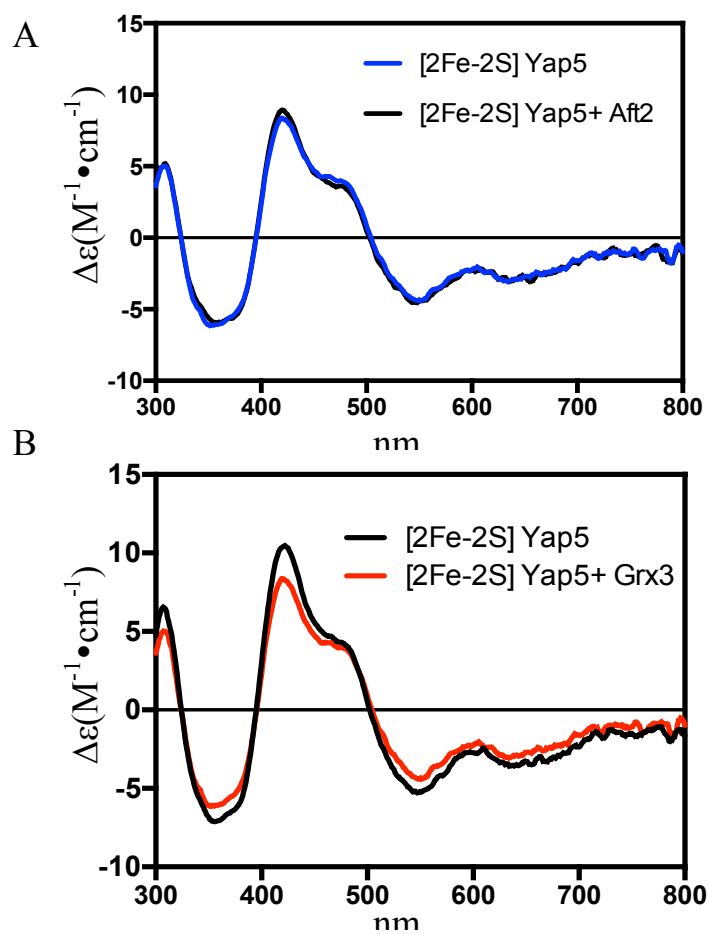 A
15
10
5
0
-5
-10
Δε(M⁻¹•cm⁻¹)
[2Fe-2S] Yap5
[2Fe-2S] Yap5+ Aft2
300 400 500 600 700 800
nm
B
15
10
5
0
-5
-10
Δε(M⁻¹•cm⁻¹)
[2Fe-2S] Yap5
[2Fe-2S] Yap5+ Grx3
300 400 500 600 700 800
nm